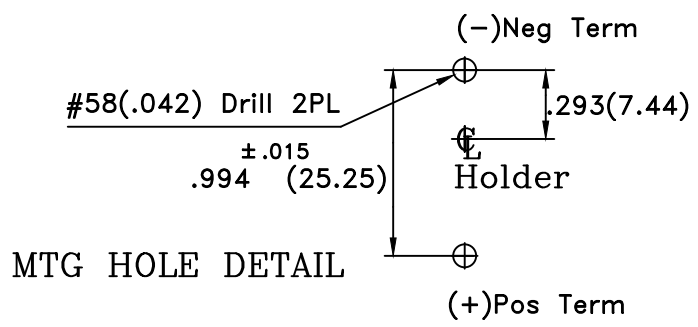 (-)Neg Term
#58(.042) Drill 2PL
.293(7.44)
± .015
.994 (25.25)
℄
Holder
MTG HOLE DETAIL
(+)Pos Term